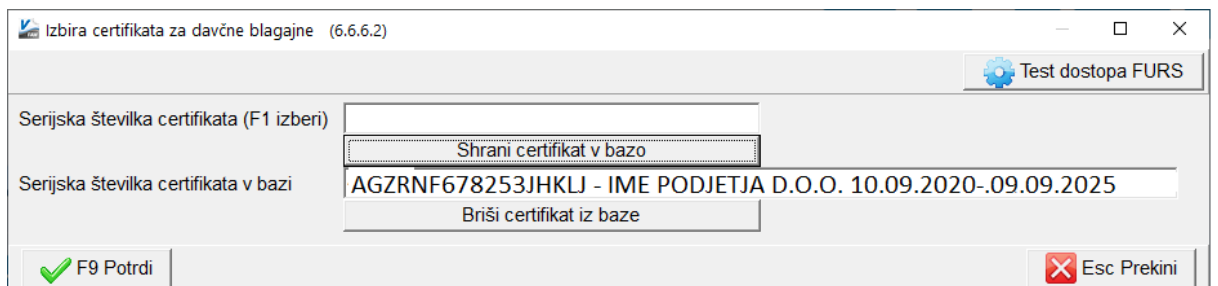 Izbira certifikata za davčne blagajne (6.6.6.2)
Test dostopa FURS
Serijska številka certifikata (F1 izberi)
Shrani certifikat v bazo
Serijska številka certifikata v bazi AGZRNF678253JHKLJ - IME PODJETJA D.O.O. 10.09.2020-.09.09.2025
Briši certifikat iz baze
F9 Potrdi Esc Prekini